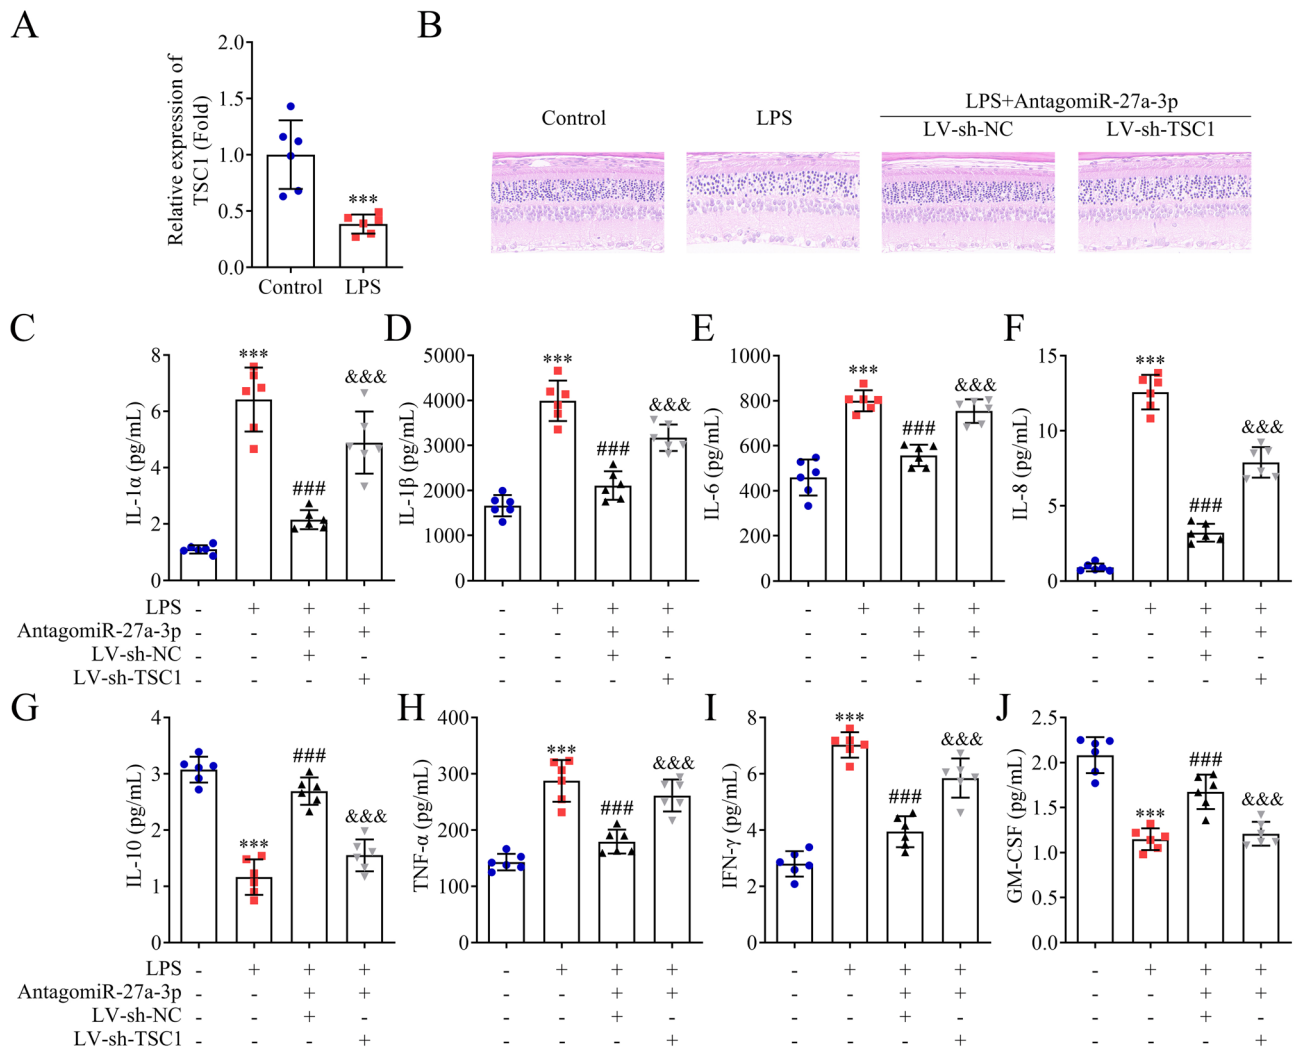 A
Relative expression of
TSC1 (Fold)
2.0
1.5
1.0
0.5
0.0
***
Control
LPS
B
Control
LPS
LPS+AntagomiR-27a-3p
LV-sh-NC
LV-sh-TSC1
C
IL-1α (pg/mL)
8
6
4
2
0
***
###
&&&
D
IL-1β (pg/mL)
5000
4000
3000
2000
1000
0
***
###
&&&
E
IL-6 (pg/mL)
1000
800
600
400
200
0
***
###
&&&
F
IL-8 (pg/mL)
15
10
5
0
***
###
&&&
LPS - + + + - + + + - + + + - + + +
AntagomiR-27a-3p - - + + - - + + - - + + - - + +
LV-sh-NC - - + - - - + - - - + - - - + -
LV-sh-TSC1 - - - + - - - + - - - + - - - +
G
IL-10 (pg/mL)
4
3
2
1
0
***
###
&&&
H
TNF-α (pg/mL)
400
300
200
100
0
***
###
&&&
I
IFN-γ (pg/mL)
8
6
4
2
0
***
###
&&&
J
GM-CSF (pg/mL)
2.5
2.0
1.5
1.0
0.5
0.0
***
###
&&&
LPS - + + + - + + + - + + + - + + +
AntagomiR-27a-3p - - + + - - + + - - + + - - + +
LV-sh-NC - - + - - - + - - - + - - - + -
LV-sh-TSC1 - - - + - - - + - - - + - - - +